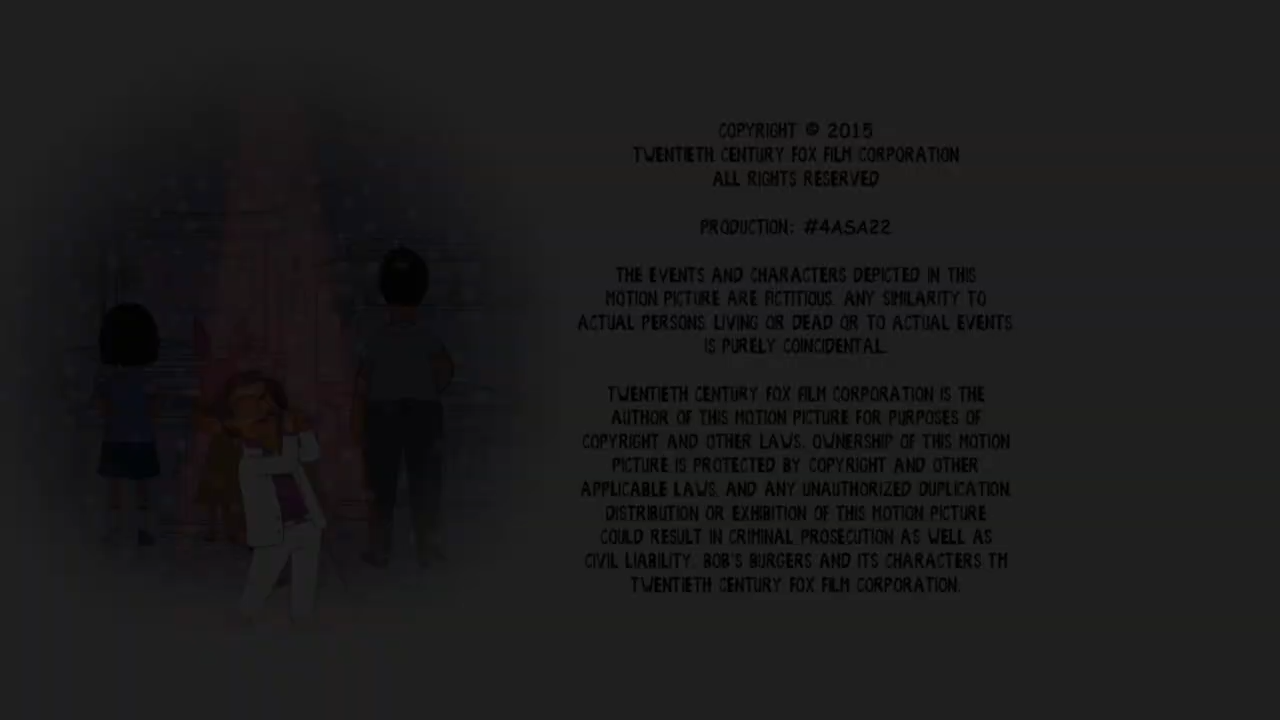 COPYRIGHT © 2015
TWENTIETH CENTURY FOX FILM CORPORATION
ALL RIGHTS RESERVED
PRODUCTION: #4ASA22
THE EVENTS AND CHARACTERS DEPICTED IN THIS
MOTION PICTURE ARE FICTITIOUS. ANY SIMILARITY TO
ACTUAL PERSONS LIVING OR DEAD OR TO ACTUAL EVENTS
IS PURELY COINCIDENTAL.
TWENTIETH CENTURY FOX FILM CORPORATION IS THE
AUTHOR OF THIS MOTION PICTURE FOR PURPOSES OF
COPYRIGHT AND OTHER LAWS. OWNERSHIP OF THIS MOTION
PICTURE IS PROTECTED BY COPYRIGHT AND OTHER
APPLICABLE LAWS, AND ANY UNAUTHORIZED DUPLICATION,
DISTRIBUTION OR EXHIBITION OF THIS MOTION PICTURE
COULD RESULT IN CRIMINAL PROSECUTION AS WELL AS
CIVIL LIABILITY. BOB'S BURGERS AND ITS CHARACTERS TM
TWENTIETH CENTURY FOX FILM CORPORATION.